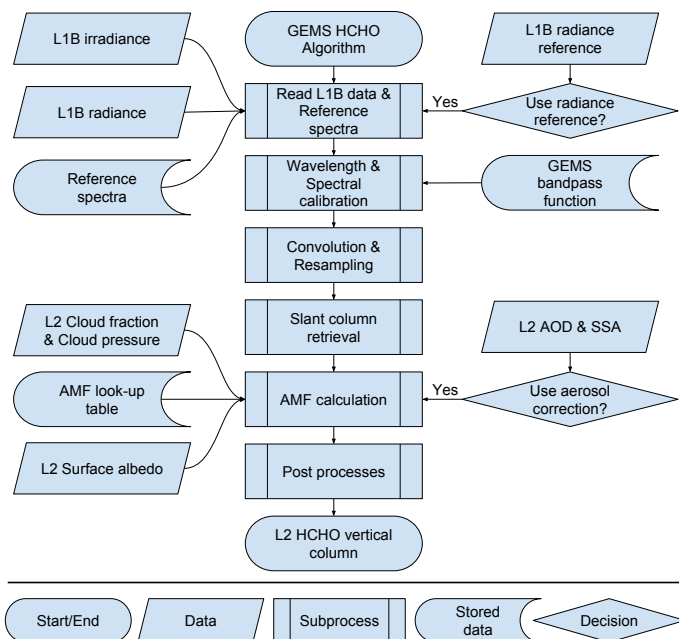 L1B irradiance
GEMS HCHO
Algorithm
L1B radiance
reference
L1B radiance
Read L1B data &
Reference
spectra
Yes
Use radiance
reference?
Reference
spectra
Wavelength &
Spectral
calibration
GEMS
bandpass
function
Convolution &
Resampling
L2 Cloud fraction
& Cloud pressure
Slant column
retrieval
L2 AOD & SSA
AMF look-up
table
AMF calculation
Yes
Use aerosol
correction?
L2 Surface albedo
Post processes
L2 HCHO vertical
column
Start/End
Data
Subprocess
Stored
data
Decision